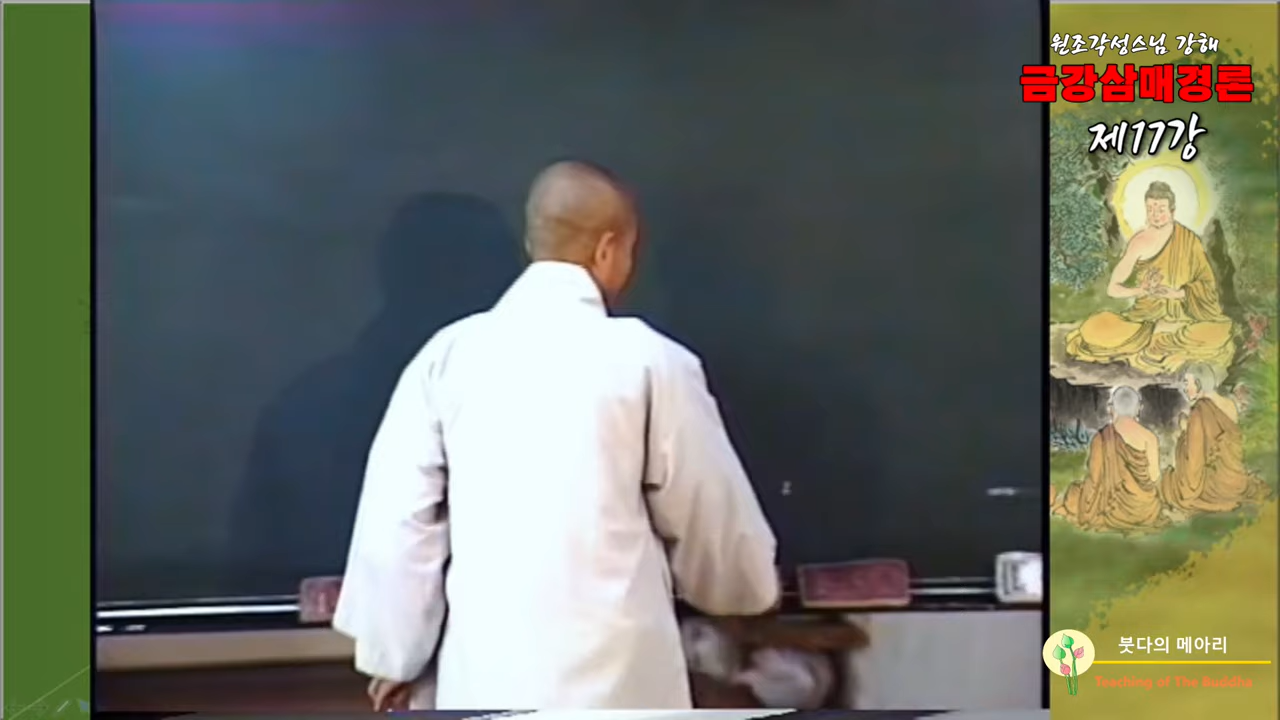 원조각성스님 강해
금강삼매경론
제17강
붓다의 메아리
Teaching of The Buddha